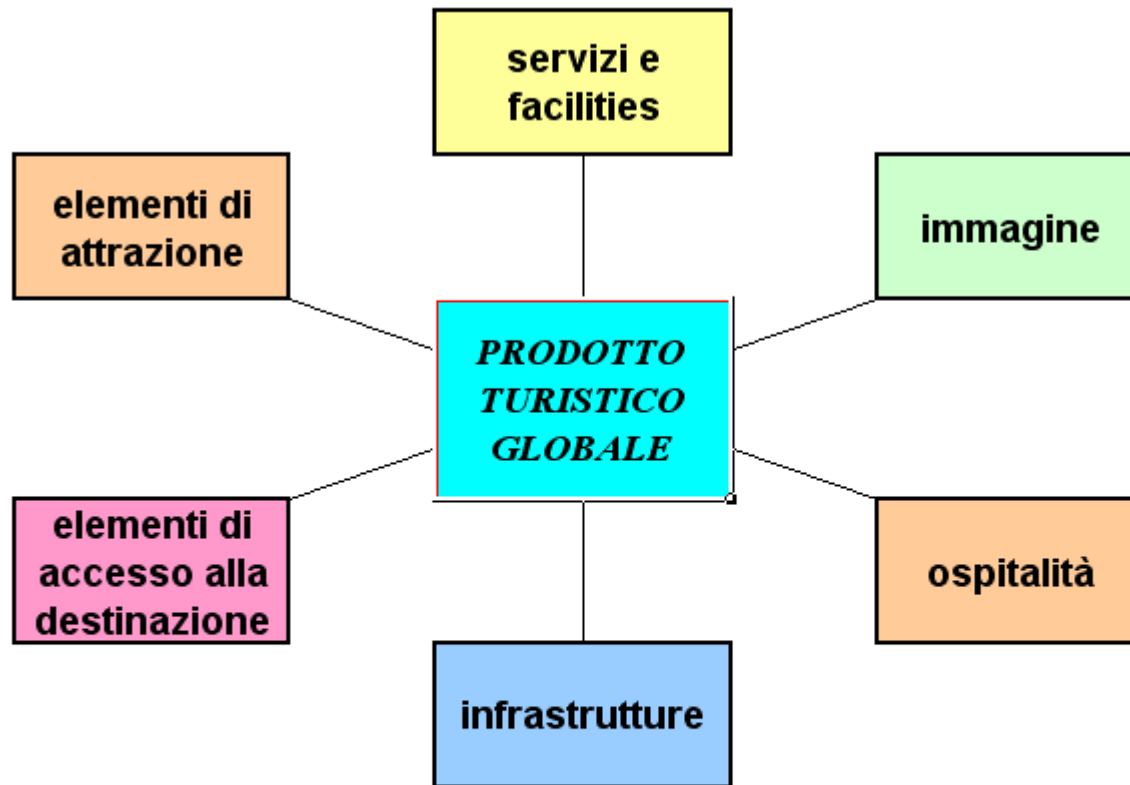 servizi e
facilities
elementi di
attrazione
immagine
PRODOTTO
TURISTICO
GLOBALE
elementi di
accesso alla
destinazione
ospitalità
infrastrutture